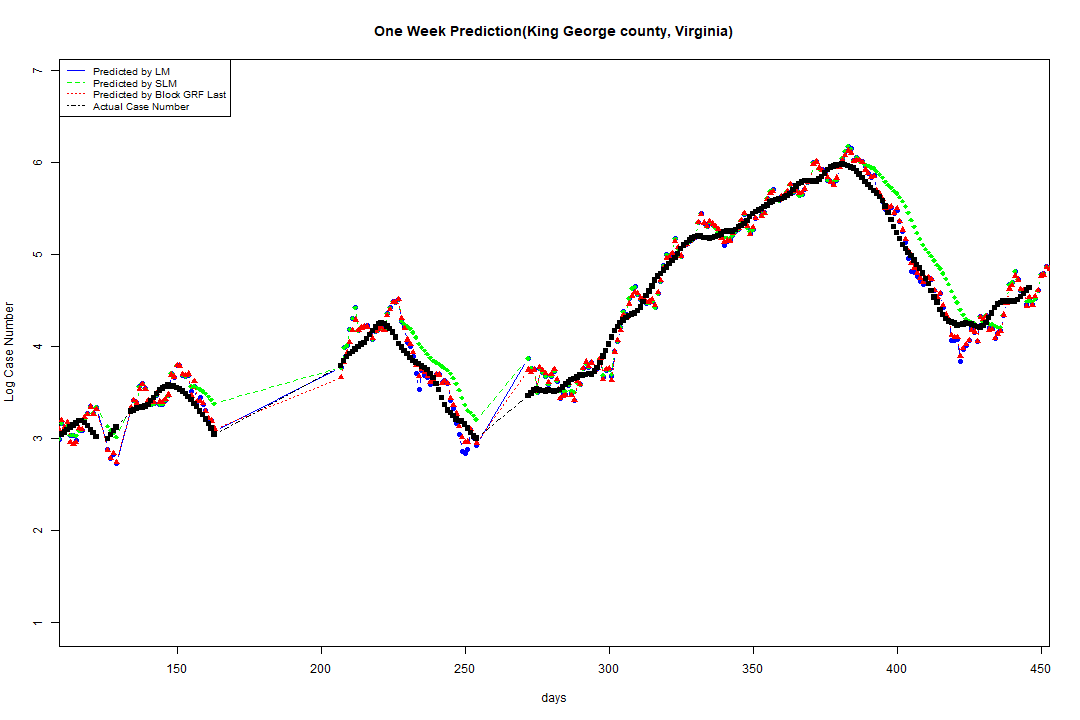 One Week Prediction(King George county, Virginia)
Predicted by LM
Predicted by SLM
Predicted by Block GRF Last
Actual Case Number
7
6
5
4
3
2
1
Log Case Number
150 200 250 300 350 400 450
days